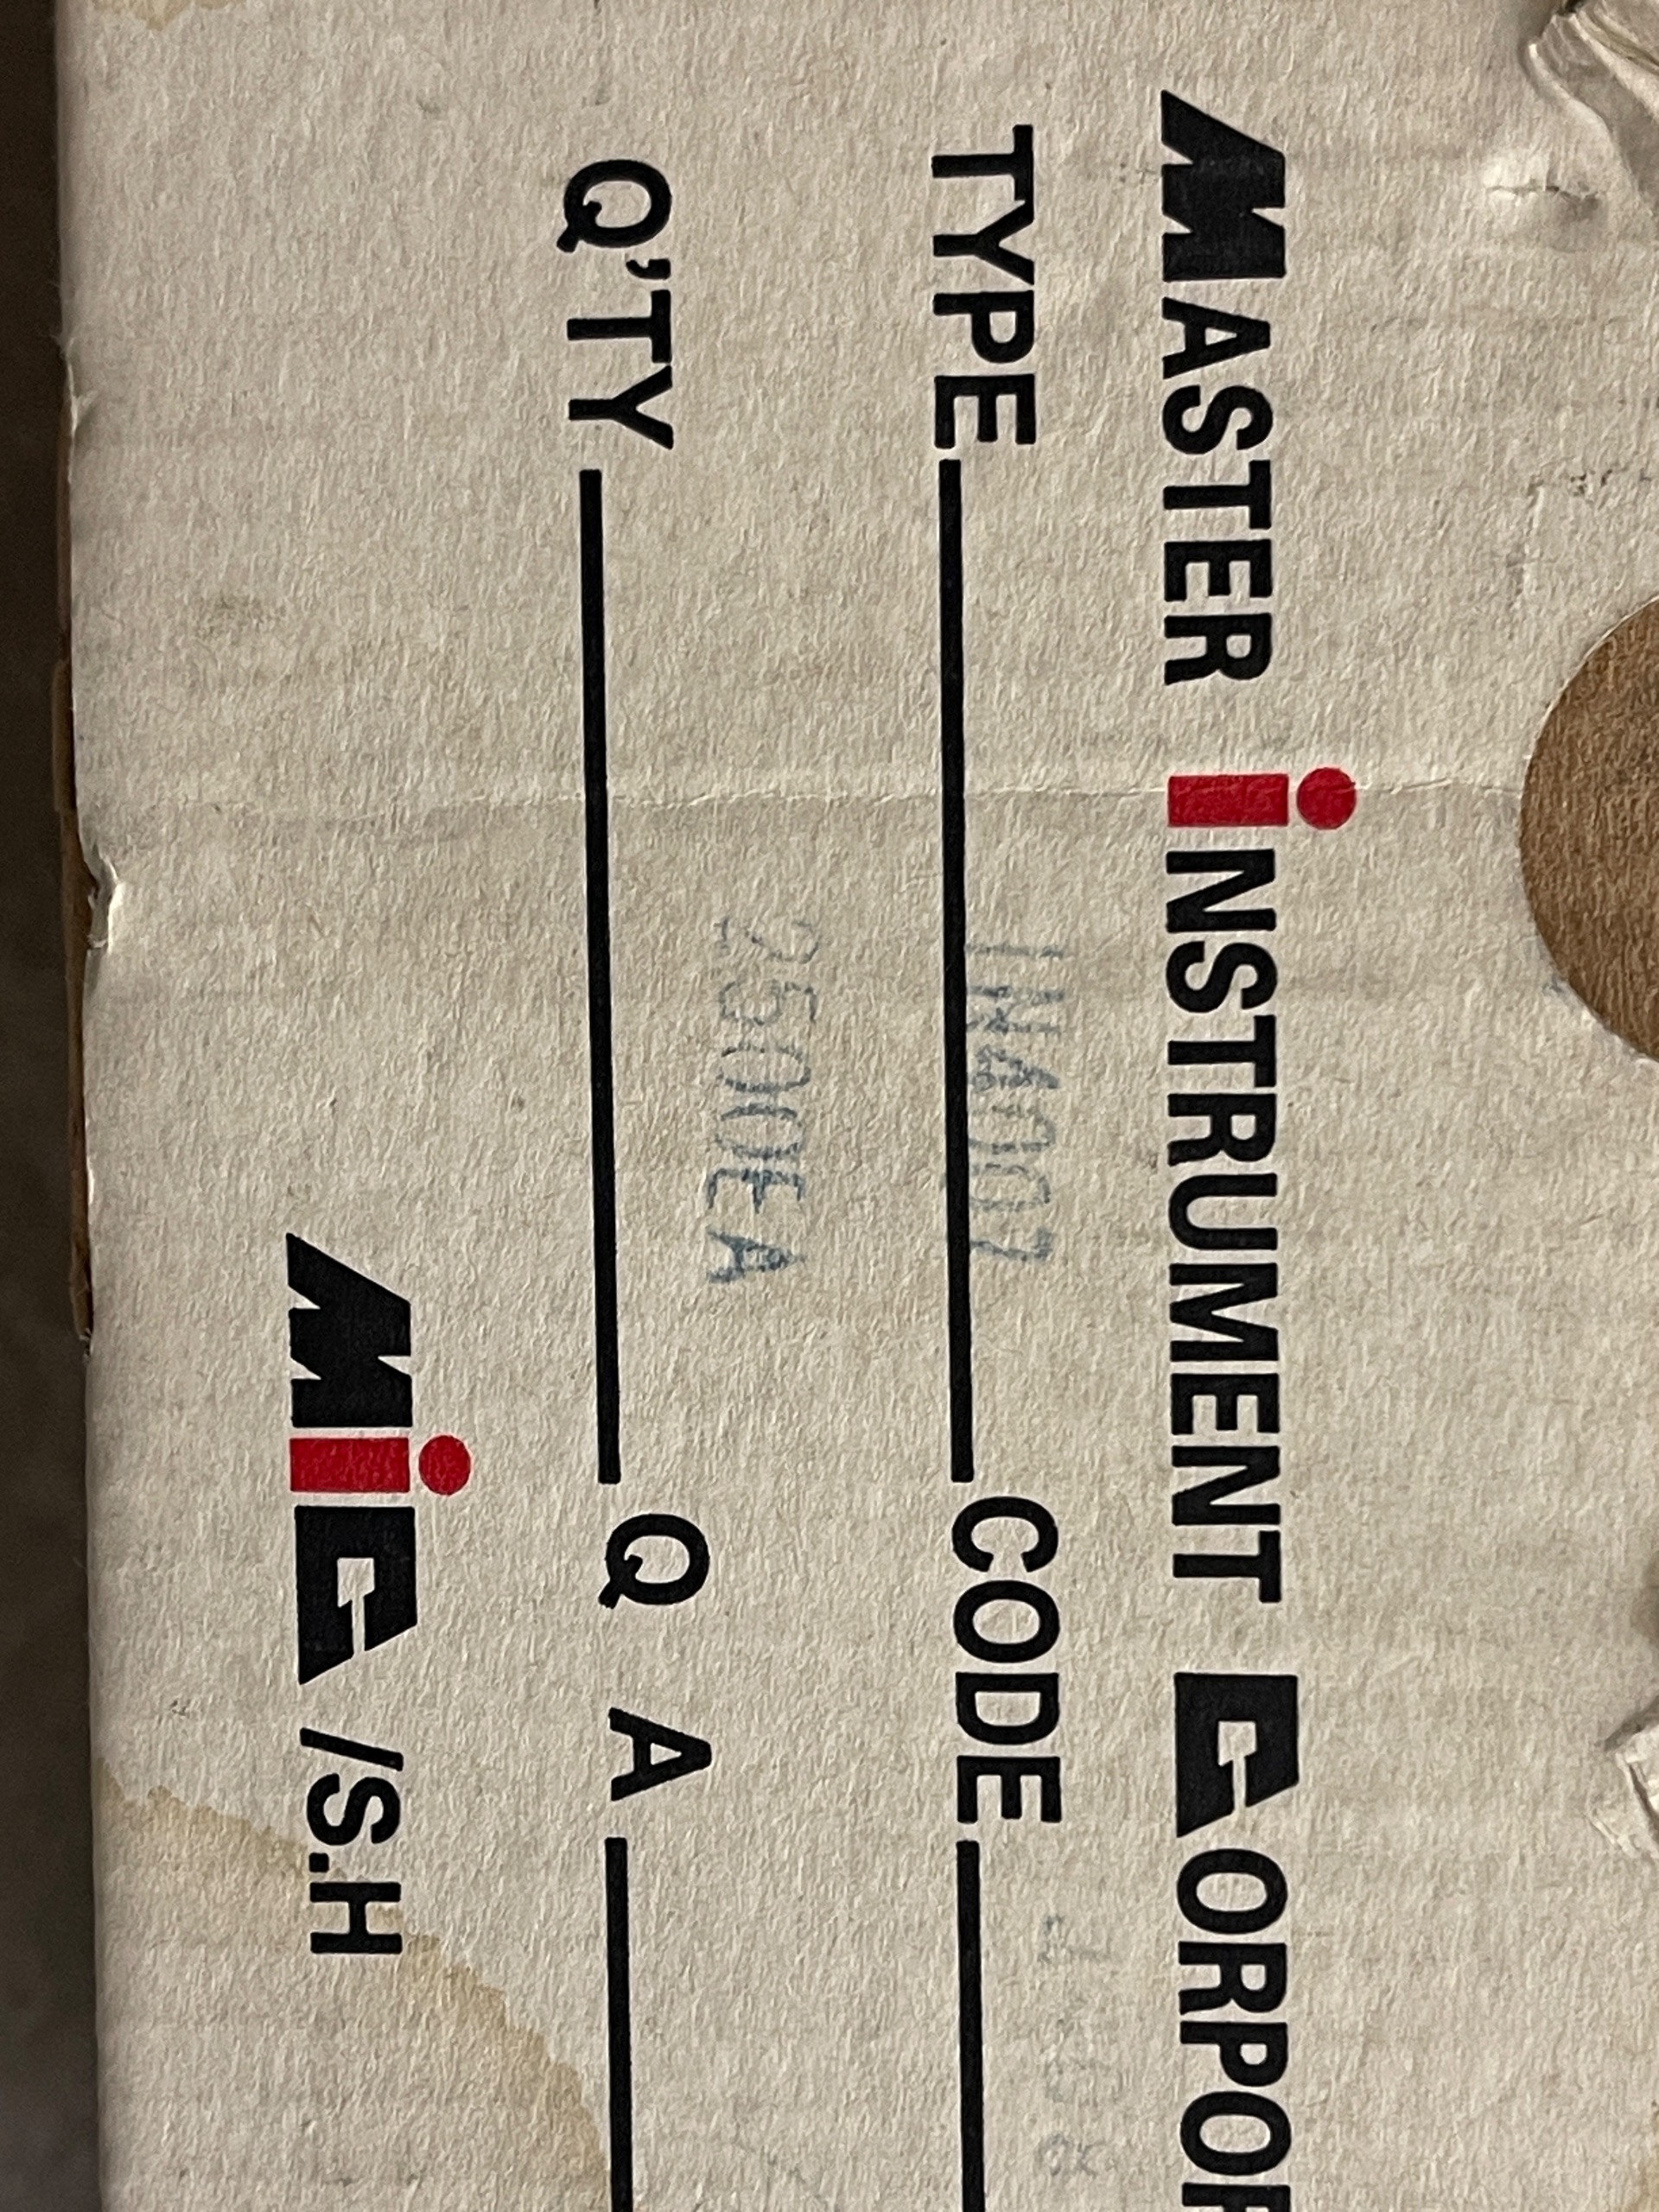 MASTER iNSTRUMENT CORPOR
TYPE 1N4007 CODE
Q'TY 2500EA Q A
MiC /S.H